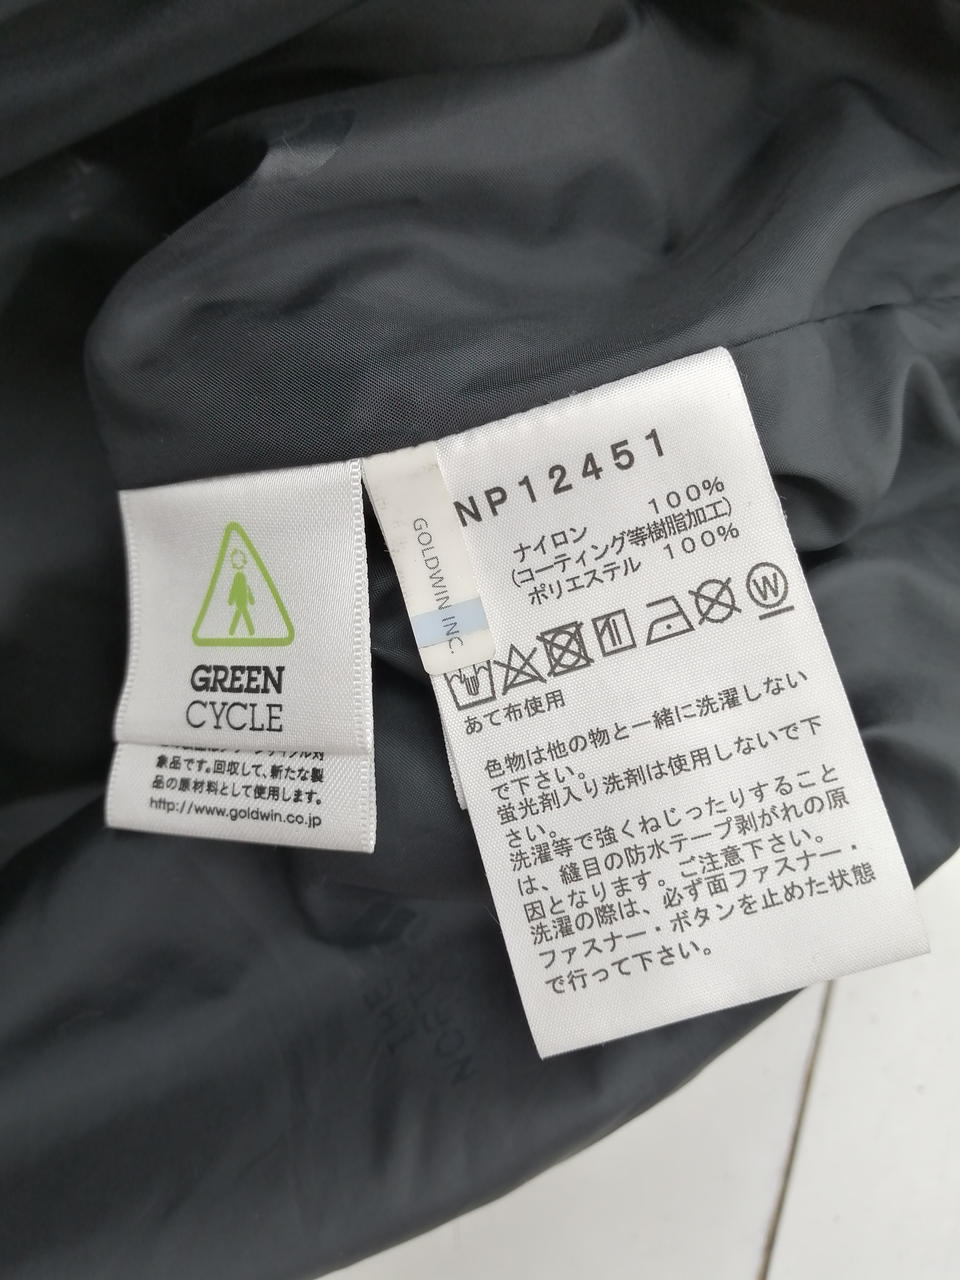 GREEN
CYCLE
象品です。回収して、新たな製
品の原材料として使用します。
http://www.goldwin.co.jp
GOLDWIN INC.
NP12451
ナイロン 100%
(コーティング等樹脂加工)
ポリエステル 100%
W
あて布使用
色物は他の物と一緒に洗濯しない
で下さい。
蛍光剤入り洗剤は使用しないで下
さい。
洗濯等で強くねじったりすること
は、縫目の防水テープ剥がれの原
因となります。ご注意下さい。
洗濯の際は、必ず面ファスナー・
ファスナー・ボタンを止めた状態
で行って下さい。
THE
NOR